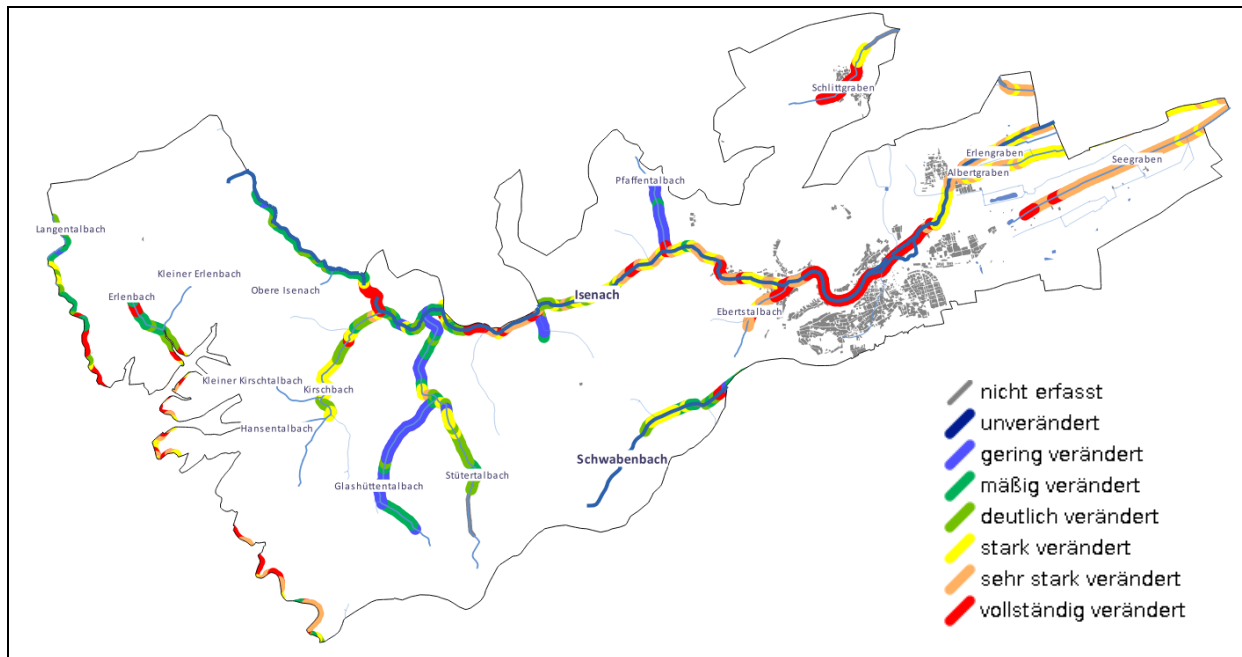 Schlittgraben
Erlengraben
Seegraben
Albertgraben
Pfaffentalbach
Langentalbach
Kleiner Erlenbach
Obere Isenach
Erlenbach
Isenach
Ebertstalbach
Kleiner Kirschtalbach
Kirschbach
Hansentalbach
Schwabenbach
Stütertalbach
Glashüttentalbach
nicht erfasst
unverändert
gering verändert
mäßig verändert
deutlich verändert
stark verändert
sehr stark verändert
vollständig verändert